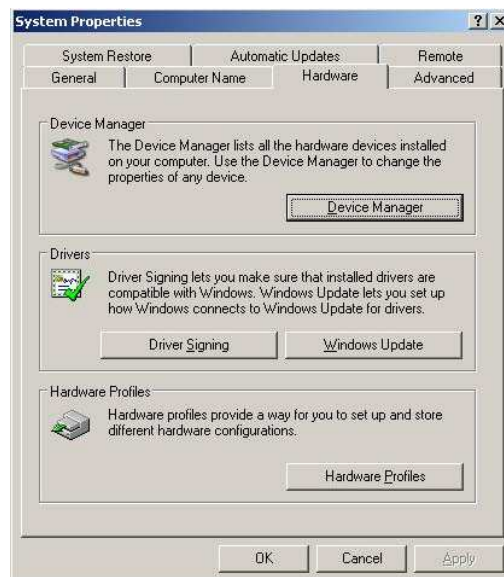 System Properties
System Restore Automatic Updates Remote
General Computer Name Hardware Advanced
Device Manager
The Device Manager lists all the hardware devices installed
on your computer. Use the Device Manager to change the
properties of any device.
Device Manager
Drivers
Driver Signing lets you make sure that installed drivers are
compatible with Windows. Windows Update lets you set up
how Windows connects to Windows Update for drivers.
Driver Signing Windows Update
Hardware Profiles
Hardware profiles provide a way for you to set up and store
different hardware configurations.
Hardware Profiles
OK Cancel Apply